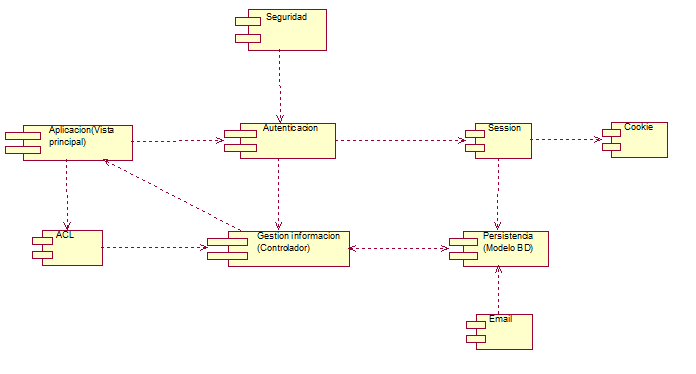 Seguridad
Aplicacion(Vista
principal)
Autenticacion
Session
Cookie
ACL
Gestion informacion
(Controlador)
Persistencia
(Modelo BD)
Email